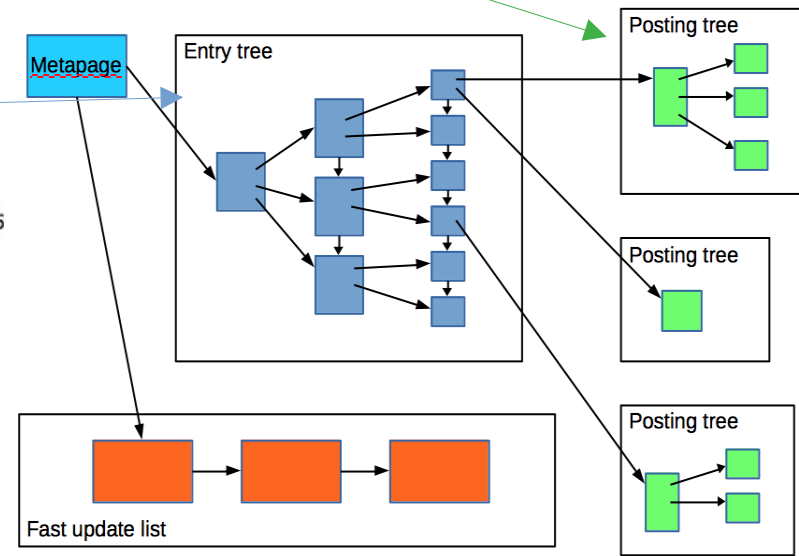 Posting tree
Entry tree
Metapage
Posting tree
Posting tree
Fast update list